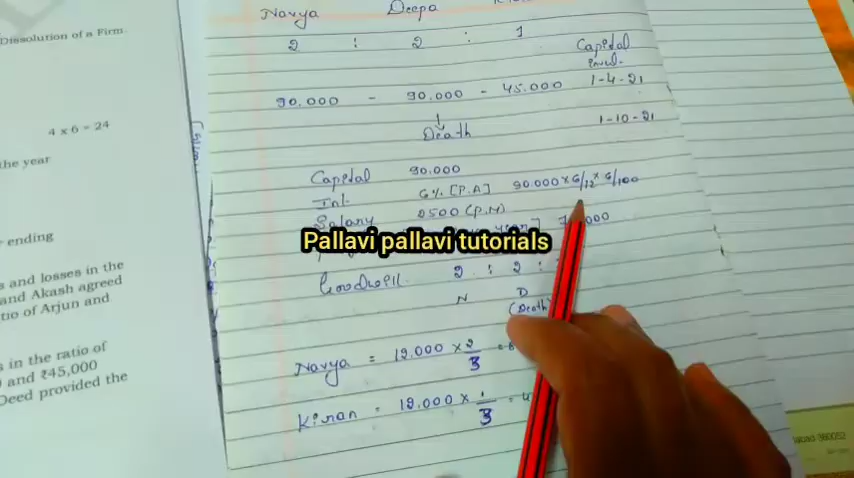 Dissolution of a Firm
4 x 6 = 24
the year
ending
s and losses in the
and Akash agreed
tio of Arjun and
s in the ratio of
and ₹45,000
Deed provided the
Navya Deepa
2 : 2 : 1
Capital
90.000 - 90.000 - 45.000 1-4-21
Death 1-10-21
Capital 90.000
Int. 6% [P.A] 90.000 x 6/12 x 6/100
Salary 2500 (P.M)
Pallavi pallavi tutorials
Goodwill. 2 : 2 :
N D
(Death)
Navya = 12.000 x 2/3 =
Kiran = 12.000 x 1/3 =